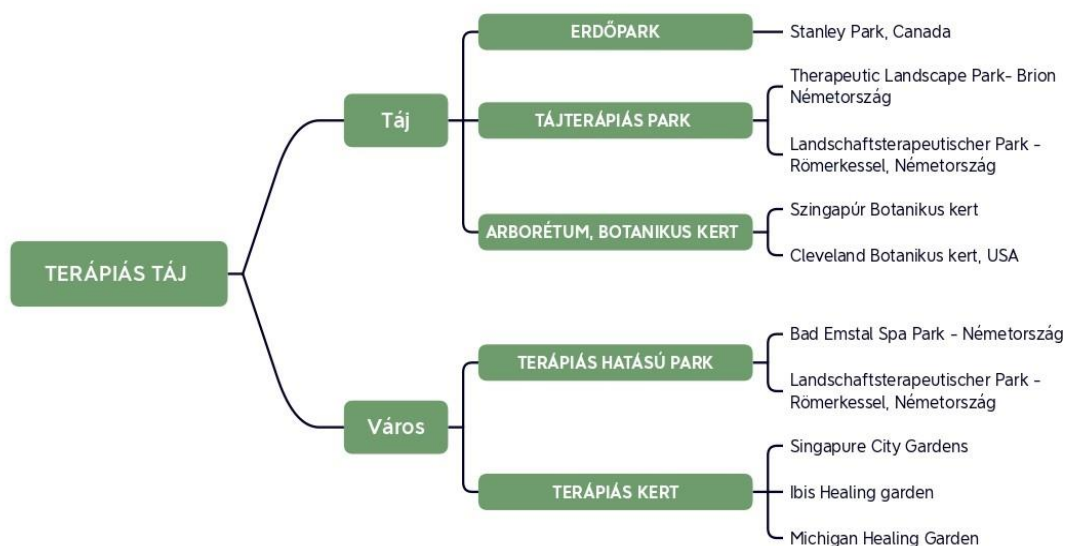 TERÁPIÁS TÁJ
Táj
ERDŐPARK
Stanley Park, Canada
TÁJTERÁPIÁS PARK
Therapeutic Landscape Park- Brion
Németország
Landschaftsterapeutischer Park -
Römerkessel, Németország
ARBORÉTUM, BOTANIKUS KERT
Szingapúr Botanikus kert
Cleveland Botanikus kert, USA
Város
TERÁPIÁS HATÁSÚ PARK
Bad Emstal Spa Park - Németország
Landschaftsterapeutischer Park -
Römerkessel, Németország
TERÁPIÁS KERT
Singapure City Gardens
Ibis Healing garden
Michigan Healing Garden